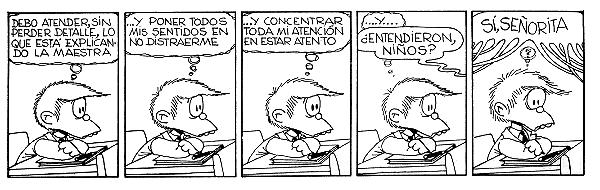 DEBO ATENDER, SIN
PERDER DETALLE, LO
QUE ESTÁ EXPLICAN-
DO LA MAESTRA
...Y PONER TODOS
MIS SENTIDOS EN
NO DISTRAERME
...Y CONCENTRAR
TODA MI ATENCIÓN
EN ESTAR ATENTO
...Y...
¿ENTENDIERON,
NIÑOS?
SÍ, SEÑORITA
?